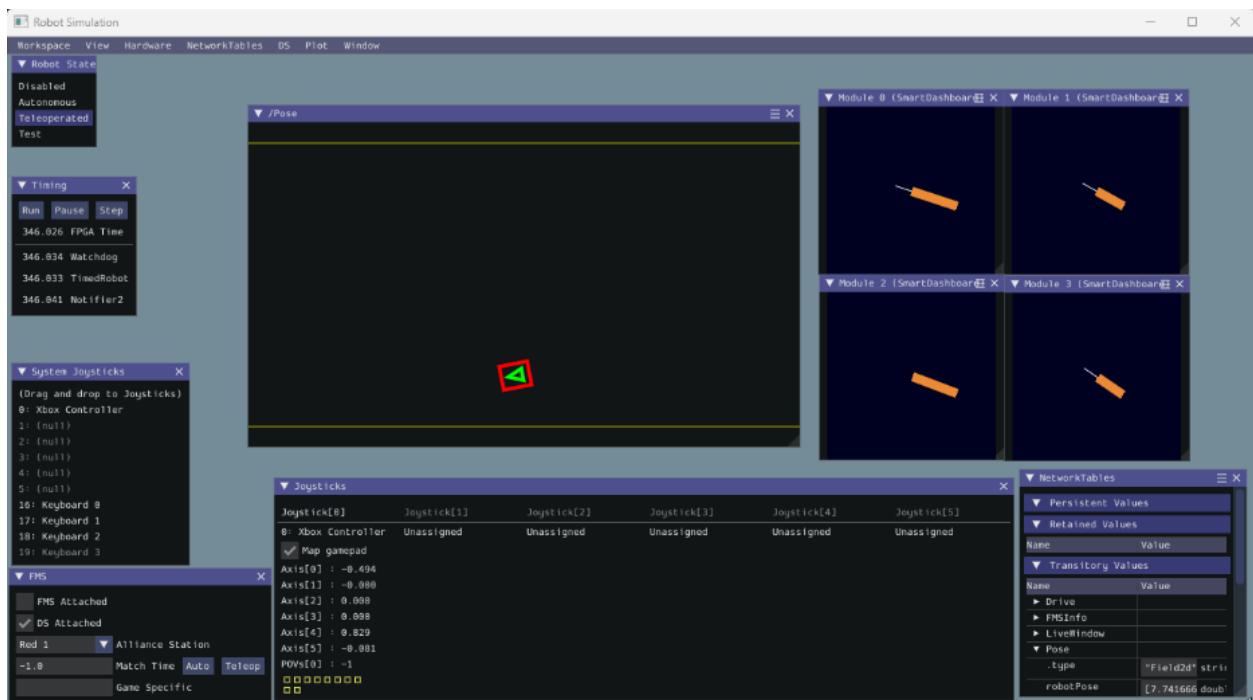 Robot Simulation
Workspace View Hardware NetworkTables DS Plot Window
Robot State
Disabled
Autonomous
Teleoperated
Test
Timing
Run Pause Step
346.026 FPGA Time
346.034 Watchdog
346.033 TimedRobot
346.041 Notifier2
System Joysticks
(Drag and drop to Joysticks)
0: Xbox Controller
1: (null)
2: (null)
3: (null)
4: (null)
5: (null)
16: Keyboard 0
17: Keyboard 1
18: Keyboard 2
19: Keyboard 3
FMS
FMS Attached
DS Attached
Red 1 Alliance Station
-1.0 Match Time Auto Teleop
Game Specific
/Pose
Module 0 (SmartDashboar
Module 1 (SmartDashboar
Module 2 (SmartDashboar
Module 3 (SmartDashboar
Joysticks
Joystick[0] Joystick[1] Joystick[2] Joystick[3] Joystick[4] Joystick[5]
0: Xbox Controller Unassigned Unassigned Unassigned Unassigned Unassigned
Map gamepad
Axis[0] : -0.494
Axis[1] : -0.080
Axis[2] : 0.008
Axis[3] : 0.008
Axis[4] : 0.829
Axis[5] : -0.081
POVs[0] : -1
NetworkTables
Persistent Values
Retained Values
Name Value
Transitory Values
Name Value
Drive
FMSInfo
LiveWindow
Pose
.type "Field2d" stri
robotPose [7.741666 doub